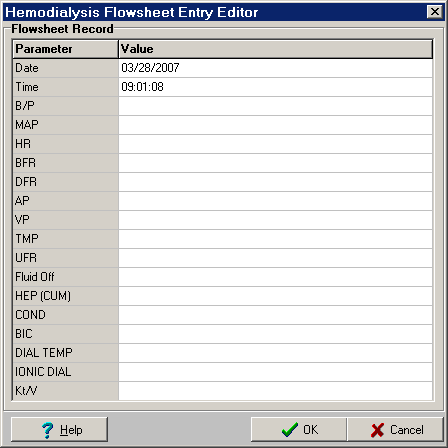 Hemodialysis Flowsheet Entry Editor
Flowsheet Record
Parameter Value
Date 03/28/2007
Time 09:01:08
B/P
MAP
HR
BFR
DFR
AP
VP
TMP
UFR
Fluid Off
HEP (CUM)
COND
BIC
DIAL TEMP
IONIC DIAL
Kt/V
? Help OK Cancel